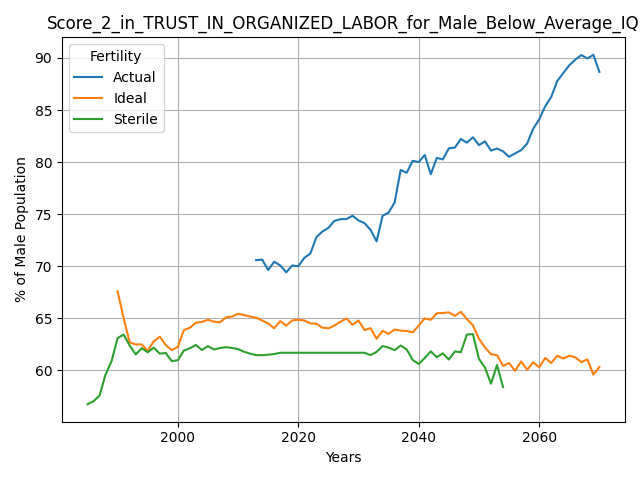 Score_2_in_TRUST_IN_ORGANIZED_LABOR_for_Male_Below_Average_IQ
Fertility
Actual
Ideal
Sterile
% of Male Population
90
85
80
75
70
65
60
2000
2020
2040
2060
Years